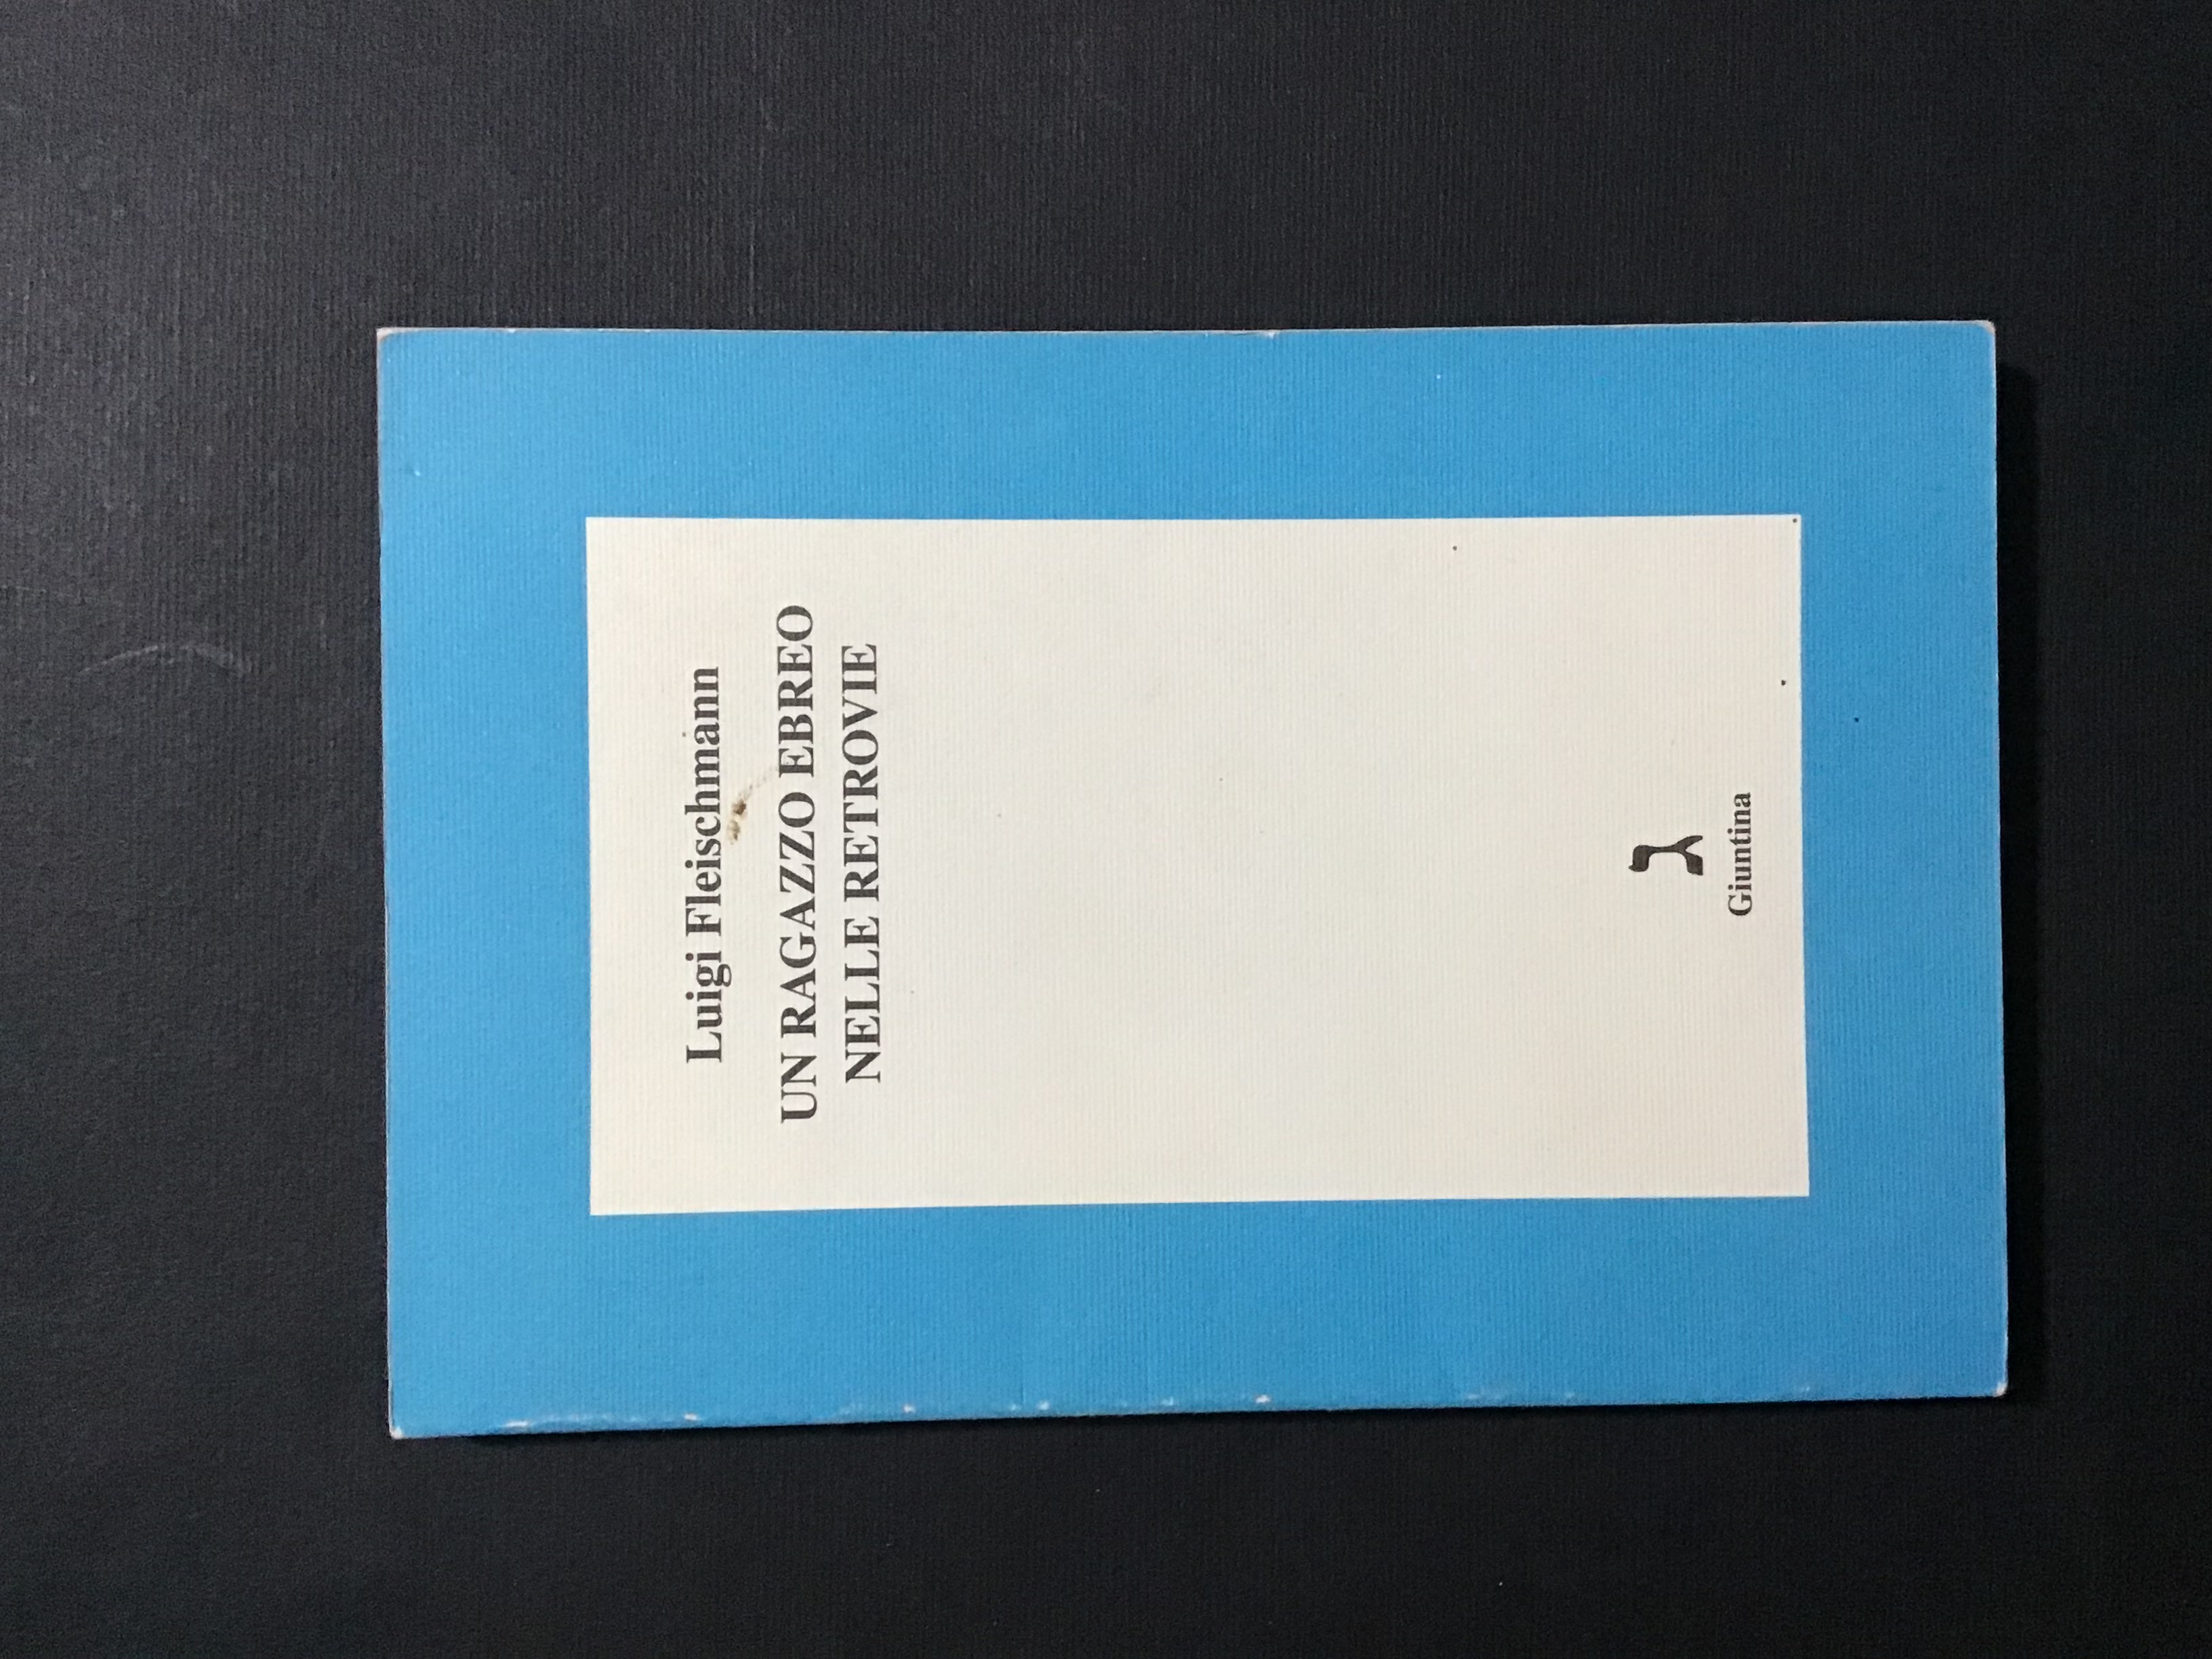 Luigi Fleischmann
UN RAGAZZO EBREO
NELLE RETROVIE
ג
Giuntina